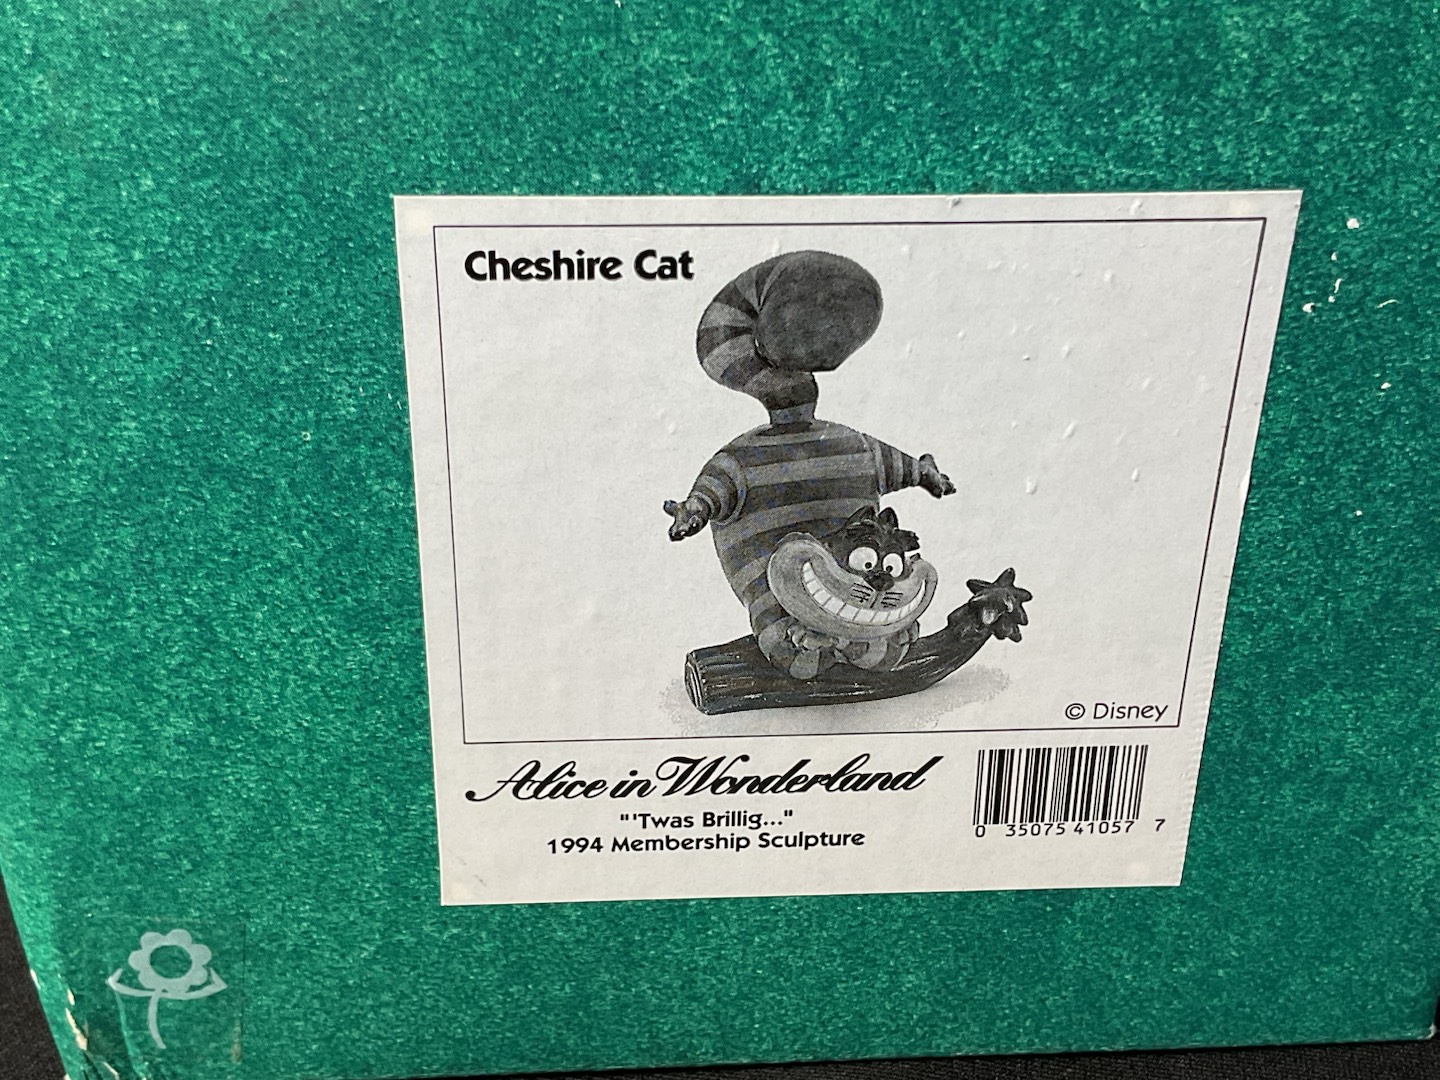 Cheshire Cat
© Disney
Alice in Wonderland
"'Twas Brillig..."
1994 Membership Sculpture
0 35075 41057 7